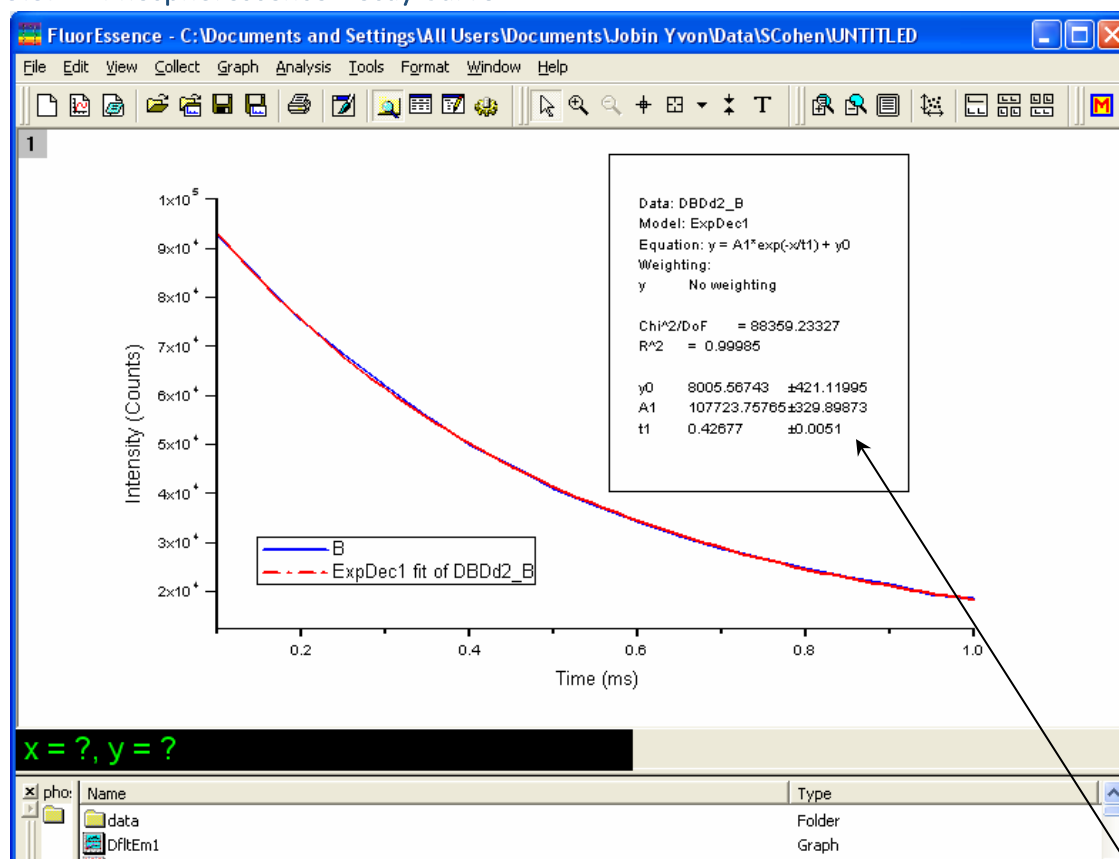 FluorEssence - C:\Documents and Settings\All Users\Documents\Jobin Yvon\Data\SCohen\UNTITLED
File Edit View Collect Graph Analysis Tools Format Window Help
1
1x10^5
9x10^4
8x10^4
7x10^4
6x10^4
5x10^4
4x10^4
3x10^4
2x10^4
Intensity (Counts)
Data: DBDd2_B
Model: ExpDec1
Equation: y = A1*exp(-x/t1) + y0
Weighting:
y No weighting
Chi^2/DoF = 88359.23327
R^2 = 0.99985
y0 8005.56743 ±421.11995
A1 107723.75765±329.89873
t1 0.42677 ±0.0051
B
ExpDec1 fit of DBDd2_B
0.2 0.4 0.6 0.8 1.0
Time (ms)
x = ?, y = ?
Name Type
data Folder
DfltEm1 Graph